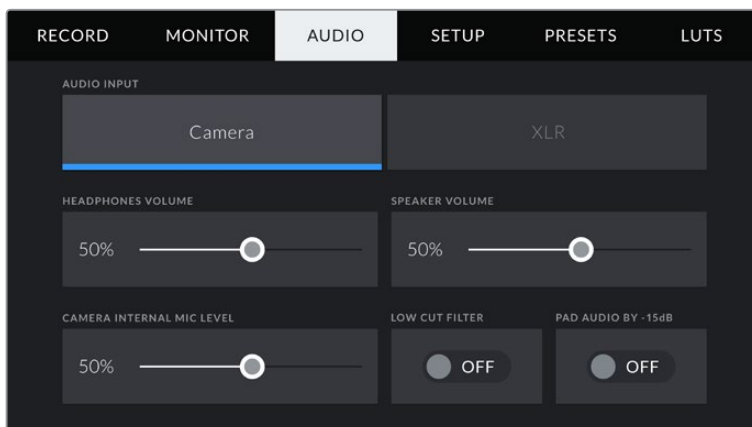 RECORD MONITOR AUDIO SETUP PRESETS LUTS
AUDIO INPUT
Camera XLR
HEADPHONES VOLUME SPEAKER VOLUME
50% 50%
CAMERA INTERNAL MIC LEVEL LOW CUT FILTER PAD AUDIO BY -15dB
50% OFF OFF